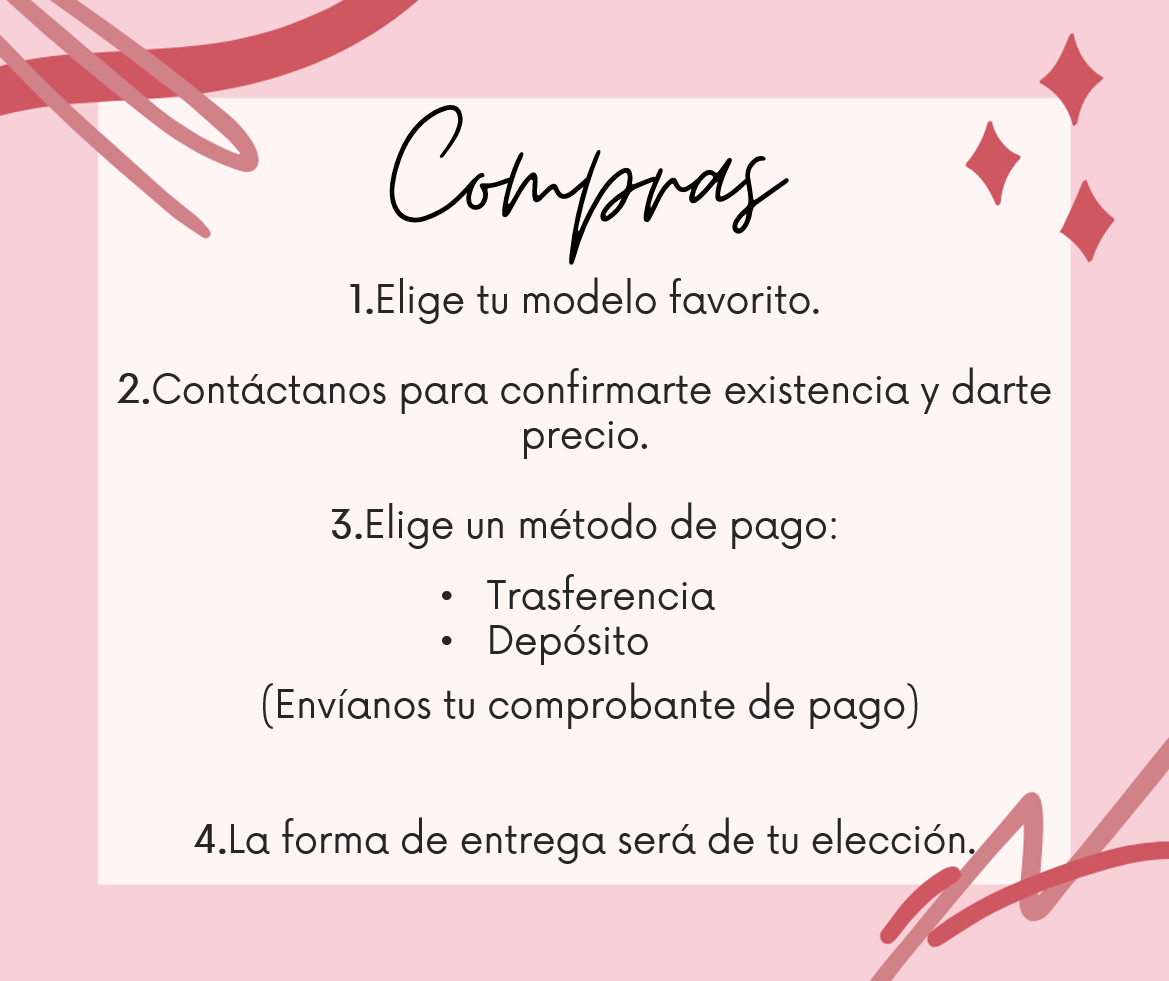 Compras
1.Elige tu modelo favorito.
2.Contáctanos para confirmarte existencia y darte
precio.
3.Elige un método de pago:
• Trasferencia
• Depósito
(Envíanos tu comprobante de pago)
4.La forma de entrega será de tu elección.